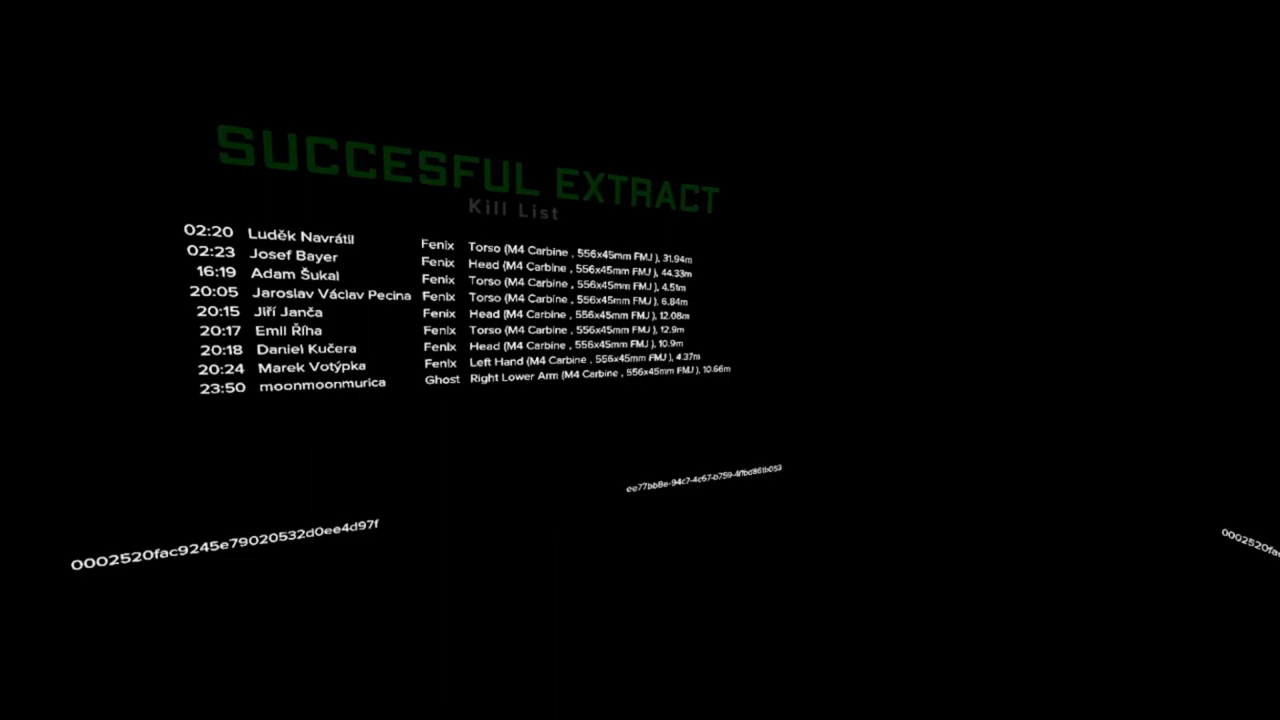 SUCCESFUL EXTRACT
Kill List
02:20 Luděk Navrátil Fenix Torso (M4 Carbine , 556x45mm FMJ ), 31.94m
02:23 Josef Bayer Fenix Head (M4 Carbine , 556x45mm FMJ ), 44.33m
16:19 Adam Šukal Fenix Torso (M4 Carbine , 556x45mm FMJ ), 4.51m
20:05 Jaroslav Václav Pecina Fenix Torso (M4 Carbine , 556x45mm FMJ ), 6.84m
20:15 Jiří Janča Fenix Head (M4 Carbine , 556x45mm FMJ ), 12.08m
20:17 Emil Říha Fenix Torso (M4 Carbine , 556x45mm FMJ ), 12.9m
20:18 Daniel Kučera Fenix Head (M4 Carbine , 556x45mm FMJ ), 10.9m
20:24 Marek Votýpka Fenix Left Hand (M4 Carbine , 556x45mm FMJ ), 4.37m
23:50 moonmoonmurica Ghost Right Lower Arm (M4 Carbine , 556x45mm FMJ ), 10.66m
ee77bb8e-94c7-4c67-b759-4ffbd861b053
0002520fac9245e79020532d0ee4d97f
0002520fa